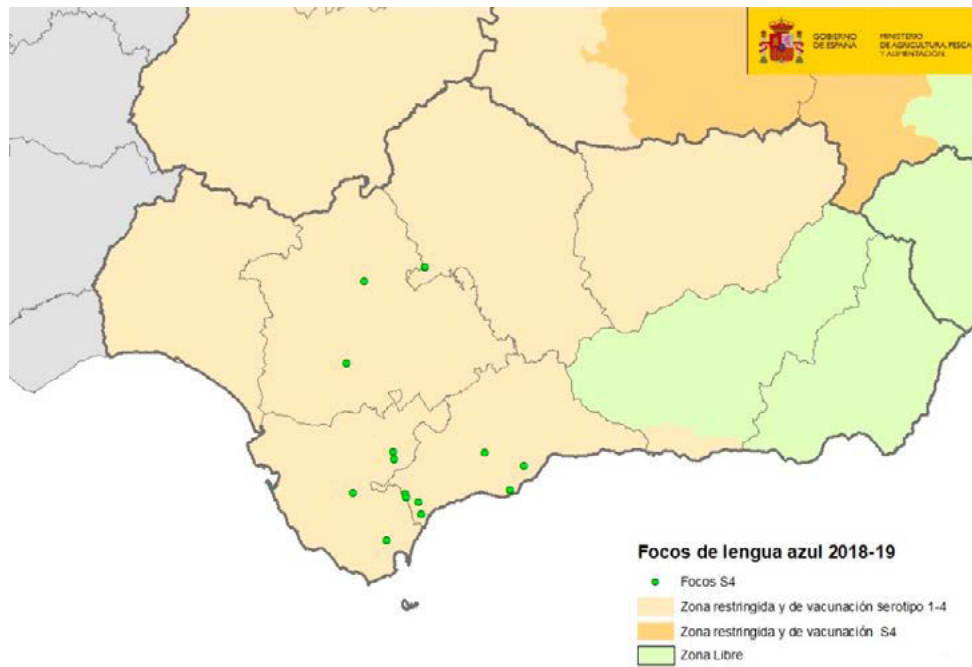 GOBIERNO
DE ESPAÑA
MINISTERIO
DE AGRICULTURA, PESCA
Y ALIMENTACIÓN
Focos de lengua azul 2018-19
Focos S4
Zona restringida y de vacunación serotipo 1-4
Zona restringida y de vacunación S4
Zona Libre